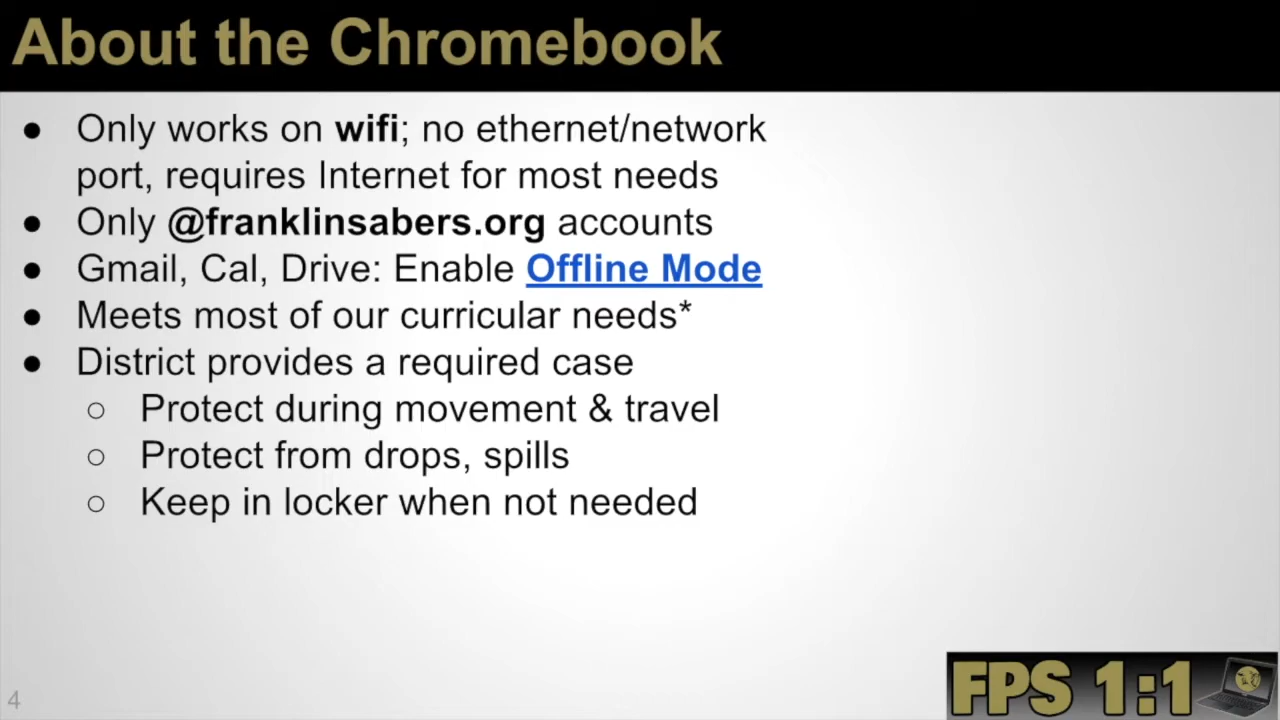 About the Chromebook
● Only works on wifi; no ethernet/network
port, requires Internet for most needs
● Only @franklinsabers.org accounts
● Gmail, Cal, Drive: Enable Offline Mode
● Meets most of our curricular needs*
● District provides a required case
○ Protect during movement & travel
○ Protect from drops, spills
○ Keep in locker when not needed
4
FPS 1:1